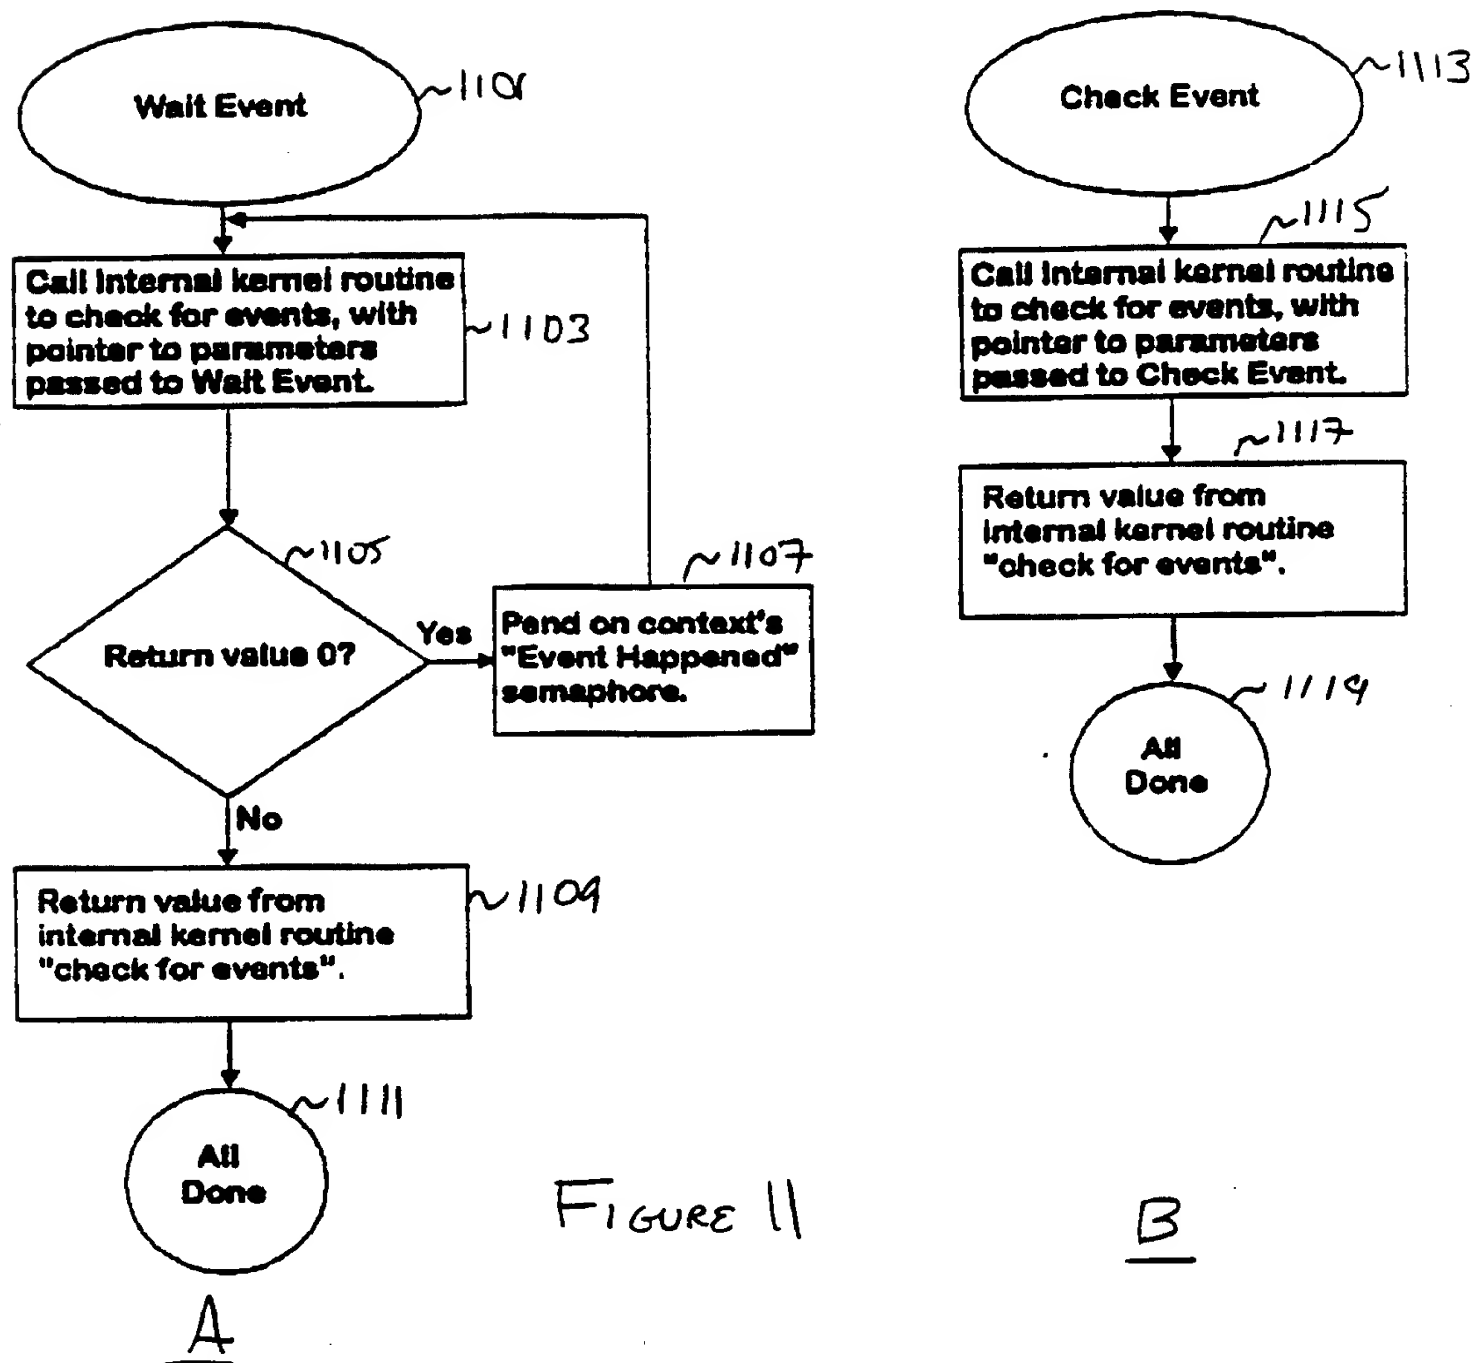 Wait Event
1101
Call Internal kernel routine
to check for events, with
pointer to parameters
passed to Wait Event.
1103
Return value 0?
1105
Yes
Pend on context's
"Event Happened"
semaphore.
1107
No
Return value from
internal kernel routine
"check for events".
1109
All
Done
1111
A
Check Event
1113
Call Internal kernel routine
to check for events, with
pointer to parameters
passed to Check Event.
1115
Return value from
internal kernel routine
"check for events".
1117
All
Done
1119
B
FIGURE 11